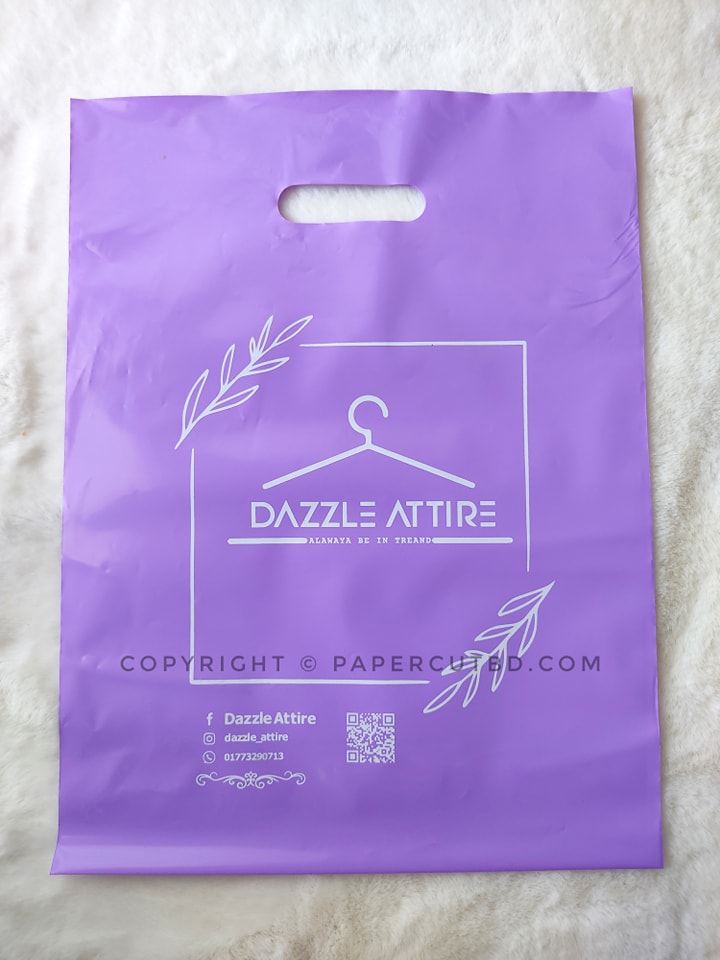 DAZZLE ATTIRE
ALAWAYA BE IN TREAND
COPYRIGHT © PAPERCUTBD.COM
Dazzle Attire
dazzle_attire
01773290713